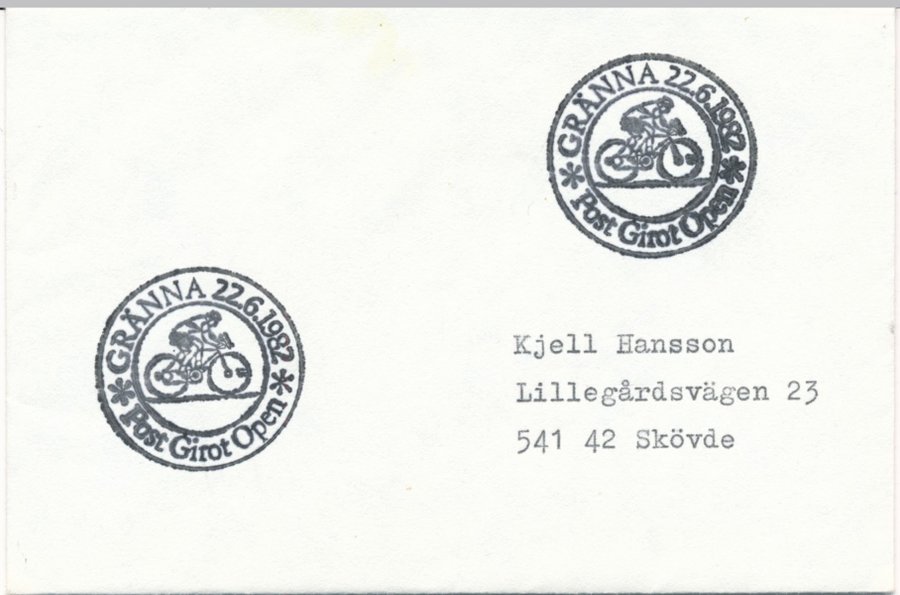 GRÄNNA 22.6.1982
* Post Girot Open *
GRÄNNA 22.6.1982
* Post Girot Open *
Kjell Hansson
Lillegårdsvägen 23
541 42 Skövde